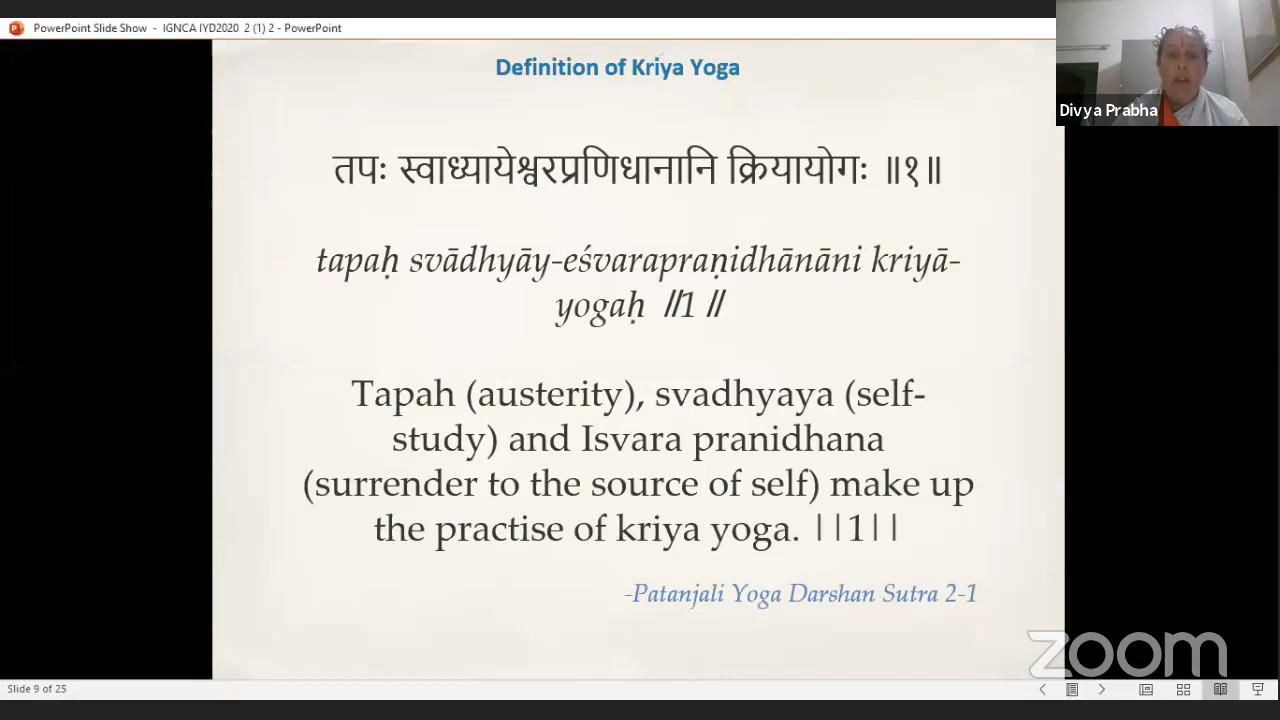 PowerPoint Slide Show - IGNCA IYD2020 2 (1) 2 - PowerPoint
Definition of Kriya Yoga
Divya Prabha
तपः स्वाध्यायेश्वरप्रणिधानानि क्रियायोगः ॥१॥
tapaḥ svādhyāy-eśvarapraṇidhānāni kriyā-
yogaḥ //1 //
Tapah (austerity), svadhyaya (self-
study) and Isvara pranidhana
(surrender to the source of self) make up
the practise of kriya yoga. ||1||
-Patanjali Yoga Darshan Sutra 2-1
zoom
Slide 9 of 25